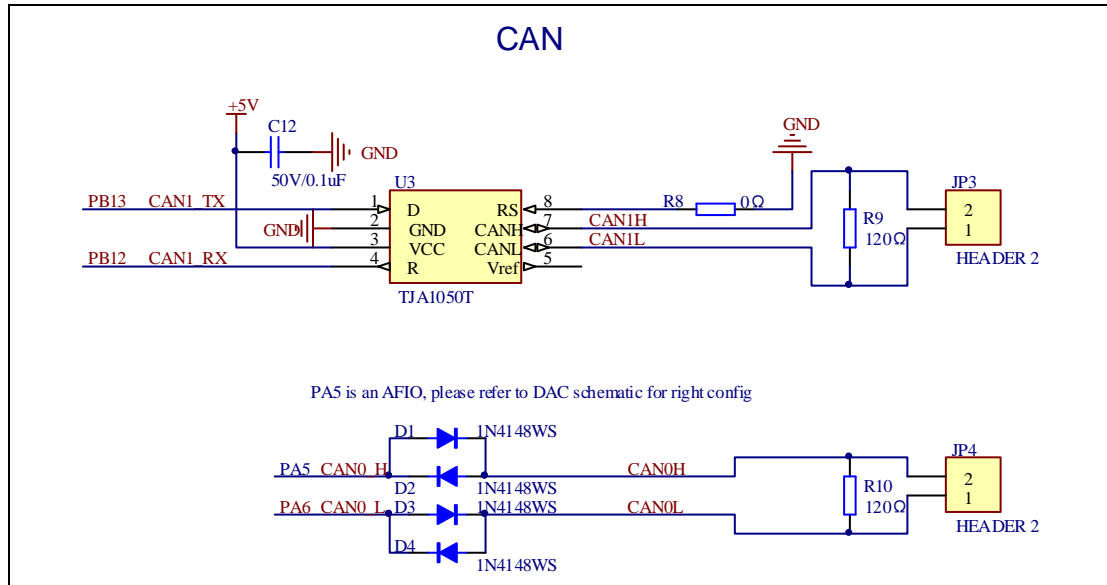 CAN
+5V
C12
GND
50V/0.1uF
GND
U3
PB13 CAN1_TX
1
D
RS
8
R8
0Ω
GND
2
GND
CANH
7
CAN1H
3
VCC
CANL
6
CAN1L
PB12 CAN1_RX
4
R
Vref
5
TJA1050T
R9
120Ω
JP3
2
1
HEADER 2
PA5 is an AFIO, please refer to DAC schematic for right config
D1
1N4148WS
PA5 CAN0_H
CAN0H
D2
1N4148WS
PA6 CAN0_L
D3
1N4148WS
CAN0L
D4
1N4148WS
R10
120Ω
JP4
2
1
HEADER 2